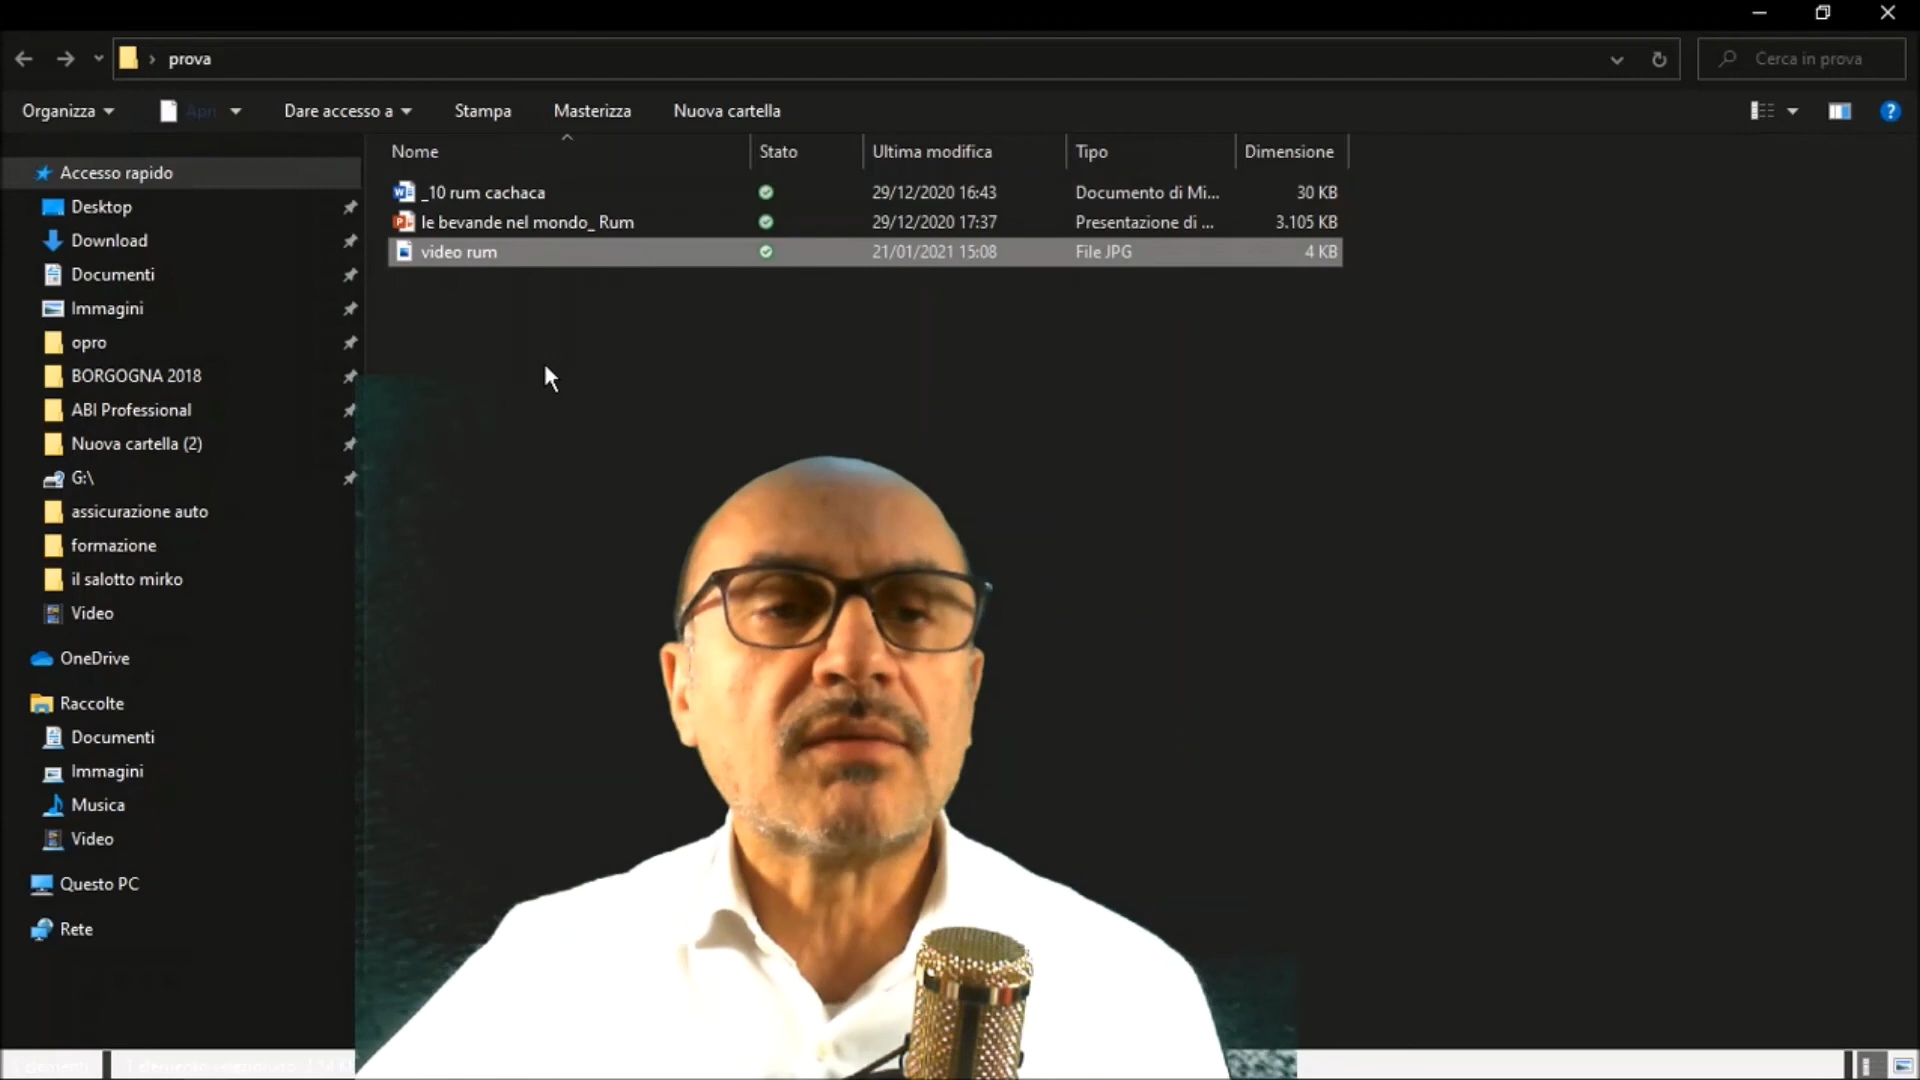 prova
Cerca in prova
Organizza
Dare accesso a
Stampa
Masterizza
Nuova cartella
Nome
Stato
Ultima modifica
Tipo
Dimensione
_10 rum cachaca
29/12/2020 16:43
Documento di Mi...
30 KB
le bevande nel mondo_ Rum
29/12/2020 17:37
Presentazione di ...
3.105 KB
video rum
21/01/2021 15:08
File JPG
4 KB
Accesso rapido
Desktop
Download
Documenti
Immagini
opro
BORGOGNA 2018
ABI Professional
Nuova cartella (2)
G:\
assicurazione auto
formazione
il salotto mirko
Video
OneDrive
Raccolte
Documenti
Immagini
Musica
Video
Questo PC
Rete